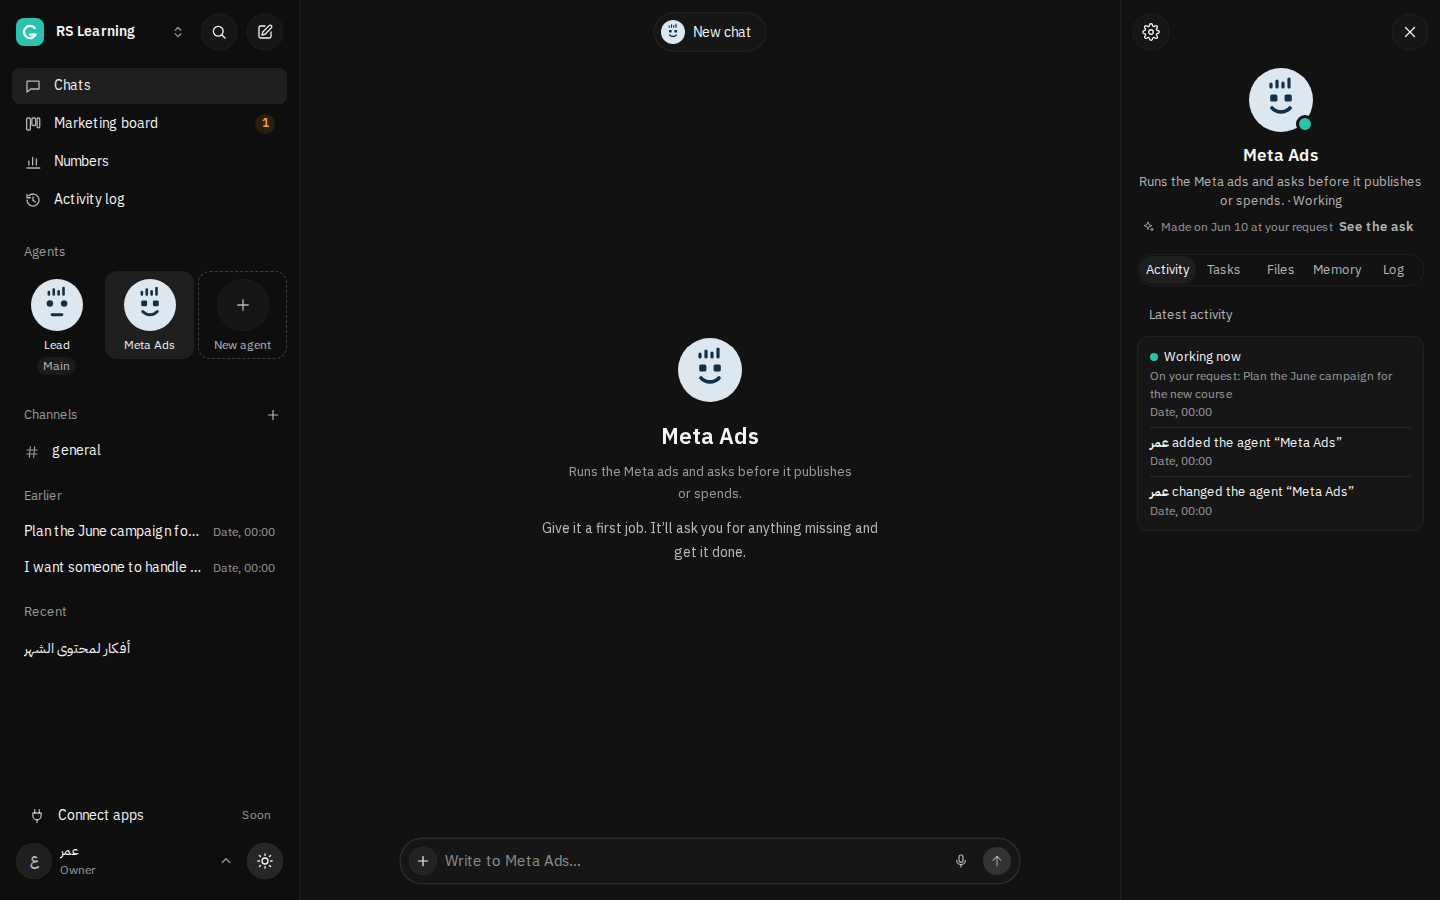 RS Learning
Chats
Marketing board 1
Numbers
Activity log
Agents
Lead
Main
Meta Ads
New agent
Channels
general
Earlier
Plan the June campaign fo... Date, 00:00
I want someone to handle ... Date, 00:00
Recent
أفكار لمحتوى الشهر
Connect apps Soon
ع
عمر
Owner
New chat
Meta Ads
Runs the Meta ads and asks before it publishes
or spends.
Give it a first job. It’ll ask you for anything missing and
get it done.
Write to Meta Ads...
Meta Ads
Runs the Meta ads and asks before it publishes
or spends. · Working
Made on Jun 10 at your request See the ask
Activity Tasks Files Memory Log
Latest activity
Working now
On your request: Plan the June campaign for
the new course
Date, 00:00
عمر added the agent “Meta Ads”
Date, 00:00
عمر changed the agent “Meta Ads”
Date, 00:00